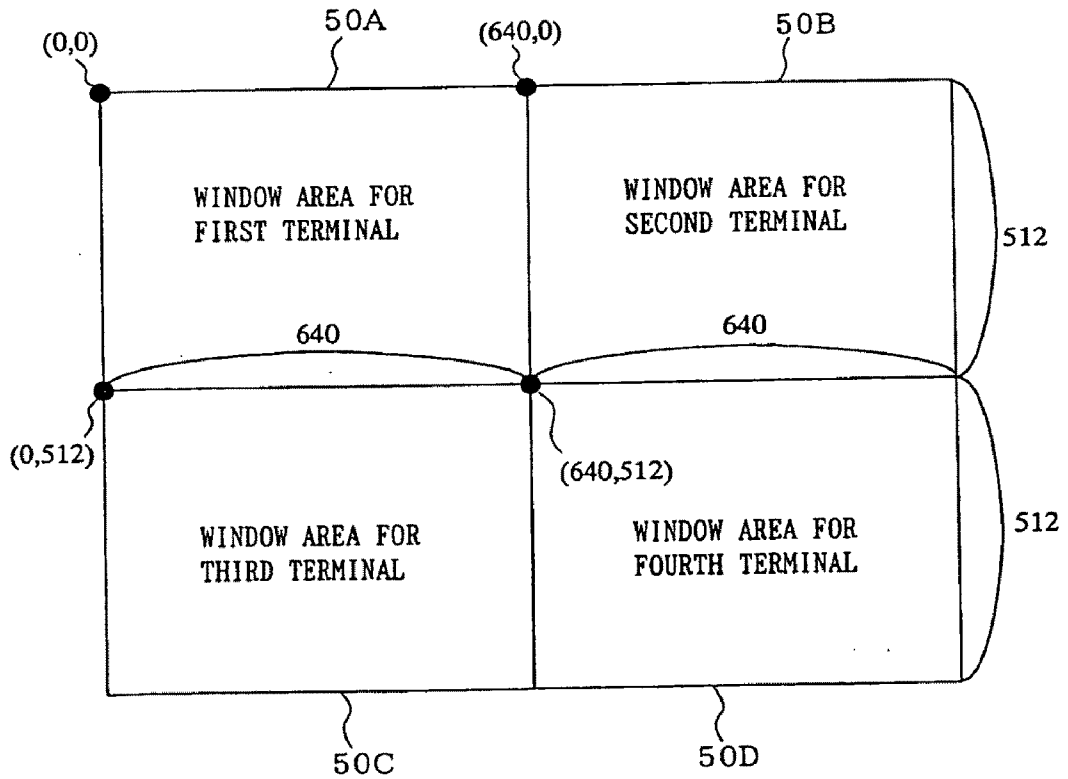 50A
50B
(0,0)
(640,0)
WINDOW AREA FOR
FIRST TERMINAL
WINDOW AREA FOR
SECOND TERMINAL
512
640
640
(0,512)
(640,512)
WINDOW AREA FOR
THIRD TERMINAL
WINDOW AREA FOR
FOURTH TERMINAL
512
50C
50D